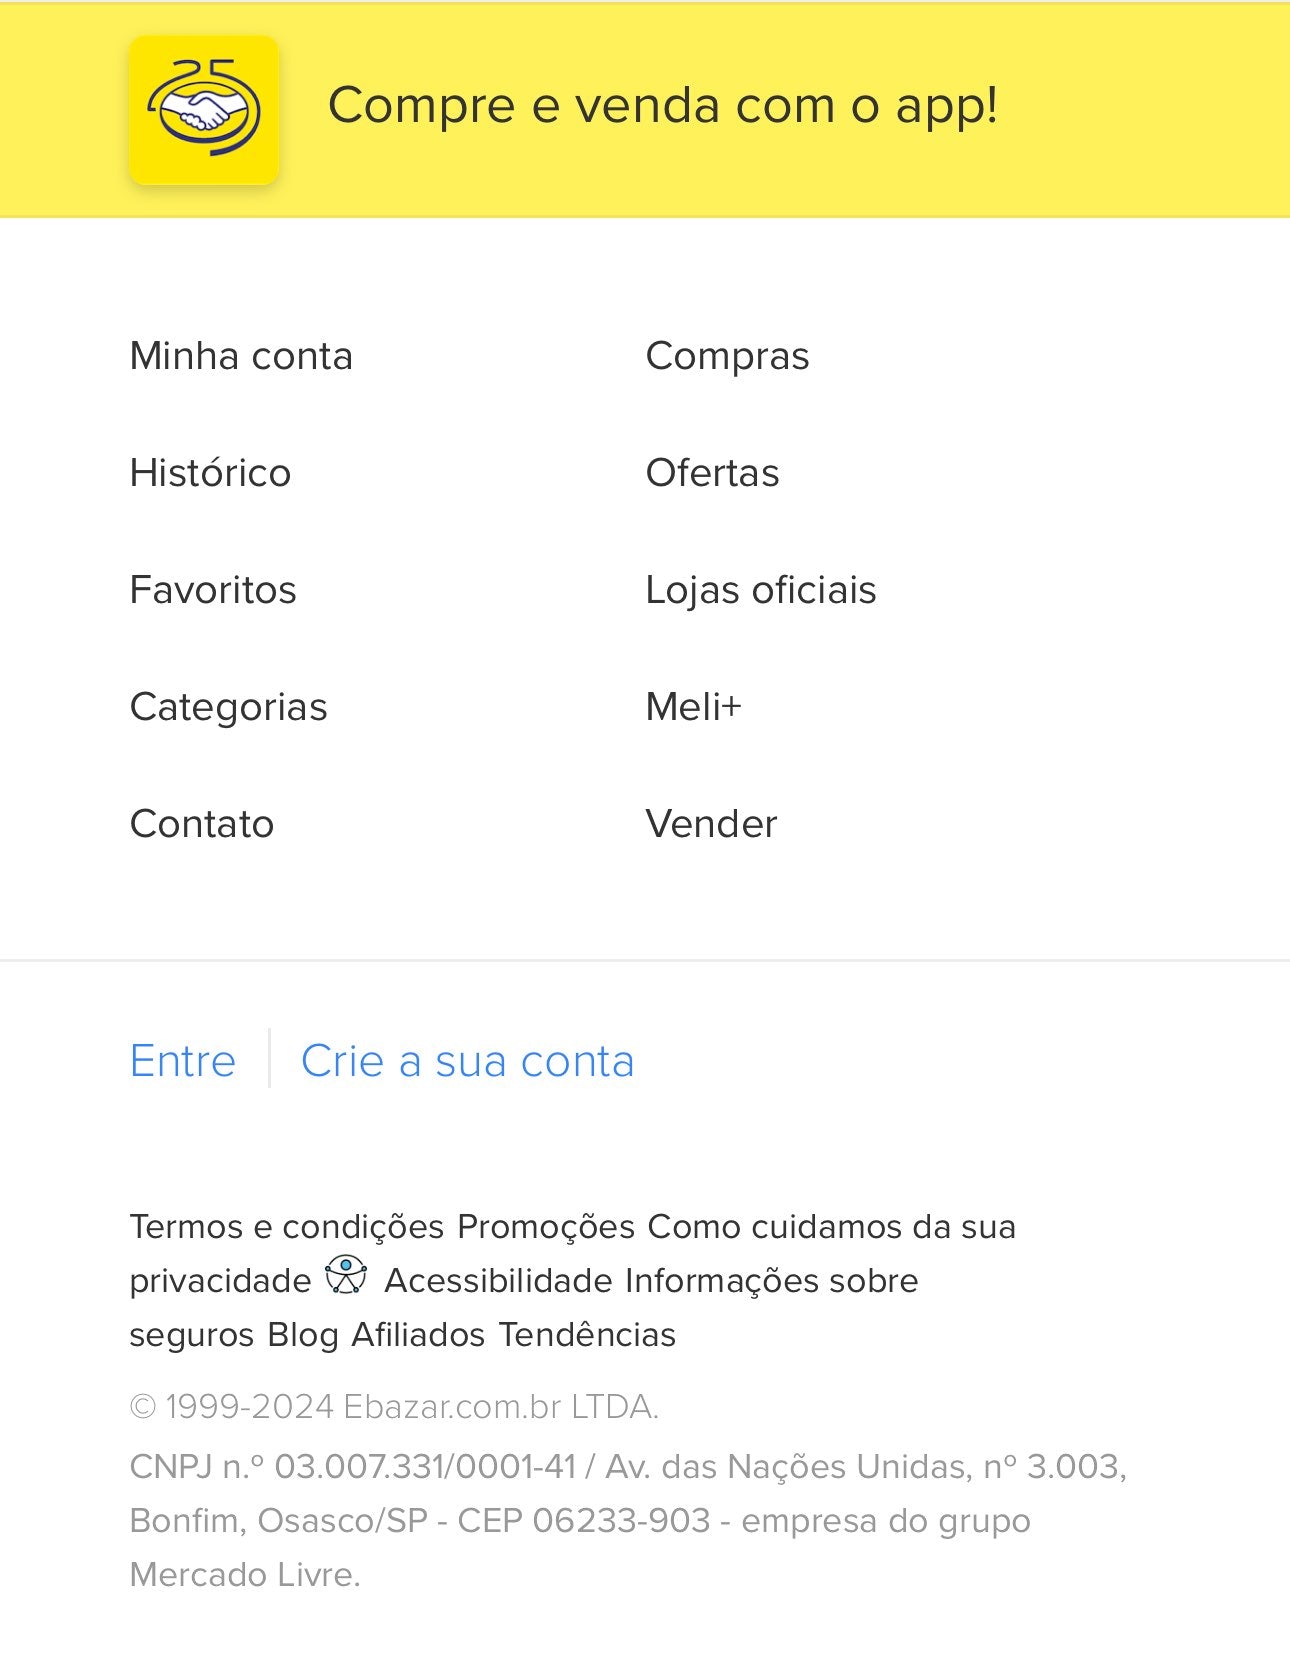 25
Compre e venda com o app!
Minha conta
Compras
Histórico
Ofertas
Favoritos
Lojas oficiais
Categorias
Meli+
Contato
Vender
Entre
Crie a sua conta
Termos e condições Promoções Como cuidamos da sua
privacidade Acessibilidade Informações sobre
seguros Blog Afiliados Tendências
© 1999-2024 Ebazar.com.br LTDA.
CNPJ n.º 03.007.331/0001-41 / Av. das Nações Unidas, nº 3.003,
Bonfim, Osasco/SP - CEP 06233-903 - empresa do grupo
Mercado Livre.